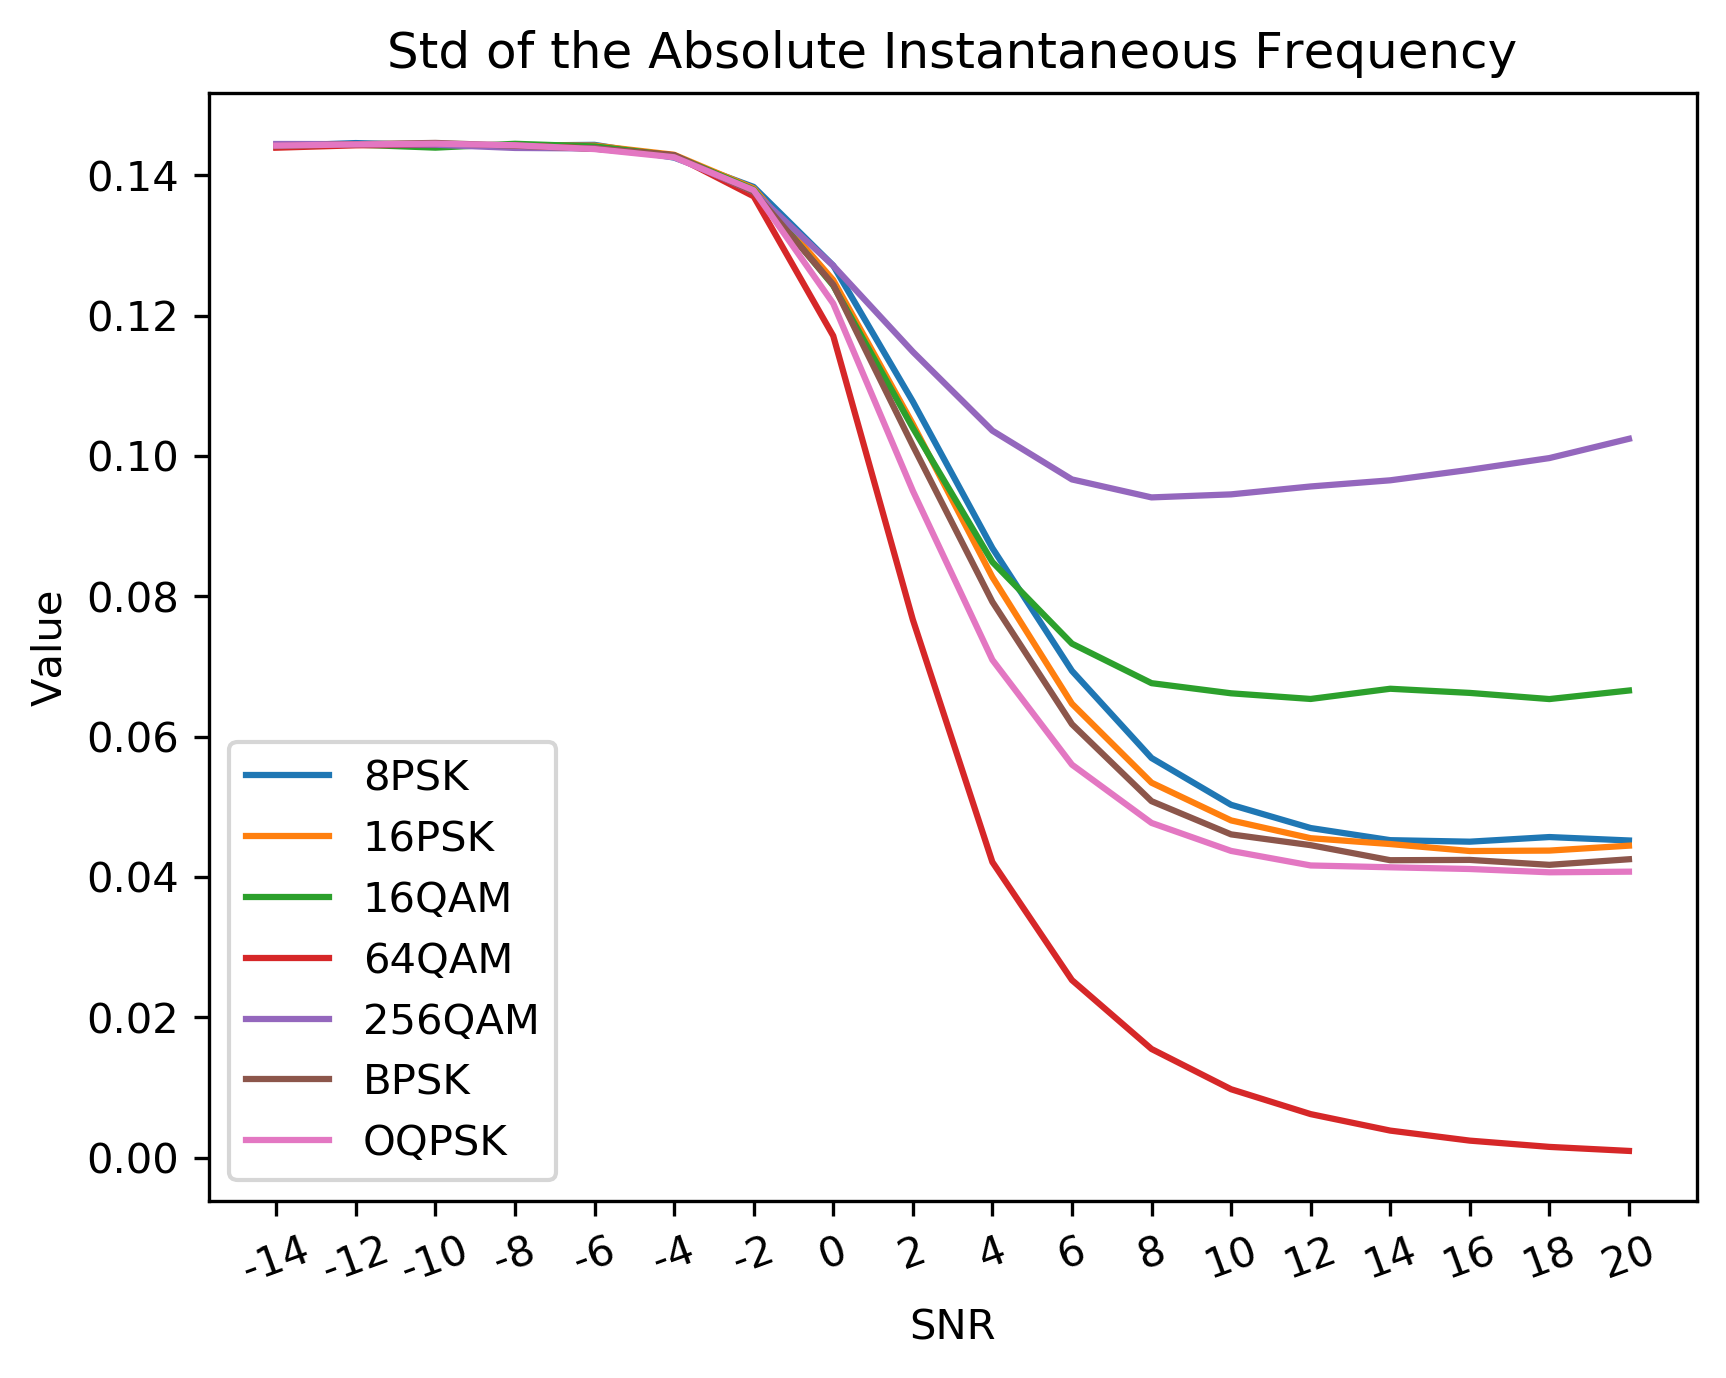 Std of the Absolute Instantaneous Frequency
Value
0.14
0.12
0.10
0.08
0.06
0.04
0.02
0.00
8PSK
16PSK
16QAM
64QAM
256QAM
BPSK
OQPSK
-14 -12 -10 -8 -6 -4 -2 0 2 4 6 8 10 12 14 16 18 20
SNR